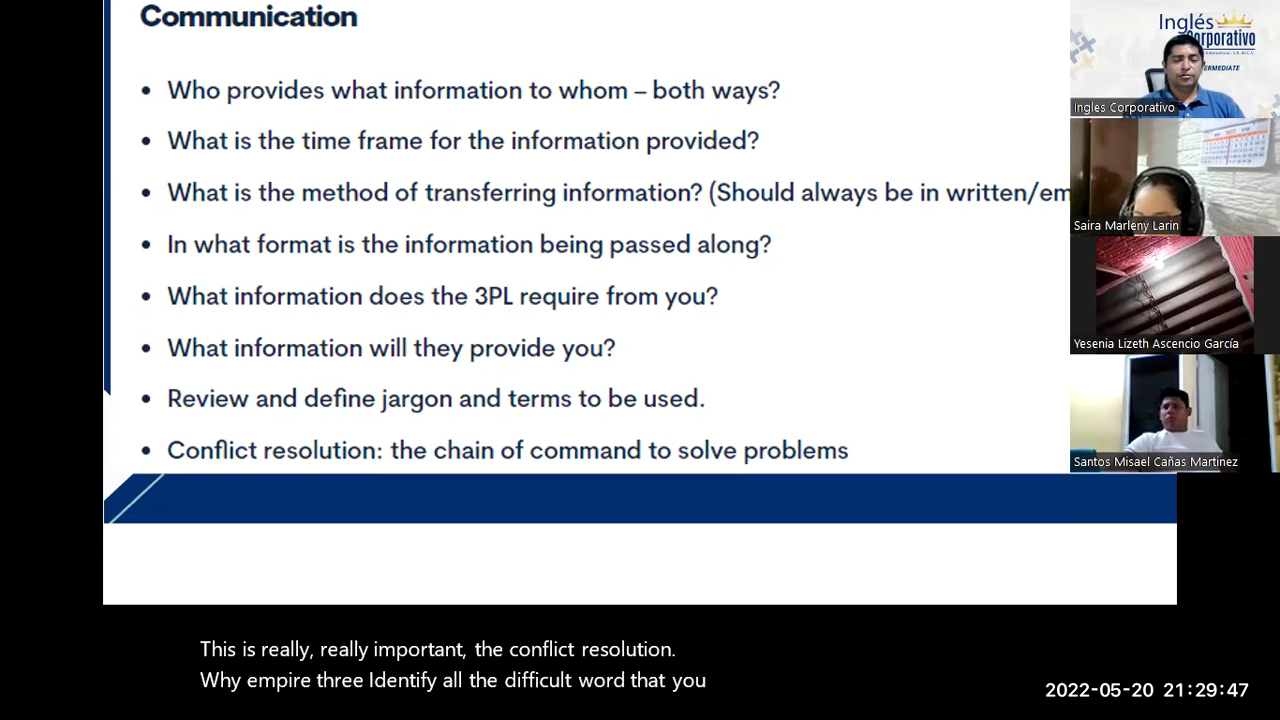 Communication
• Who provides what information to whom – both ways?
• What is the time frame for the information provided?
• What is the method of transferring information? (Should always be in written/em
• In what format is the information being passed along?
• What information does the 3PL require from you?
• What information will they provide you?
• Review and define jargon and terms to be used.
• Conflict resolution: the chain of command to solve problems
Inglés
Corporativo
Ingles Corporativo
Saira Marleny Larin
Yesenia Lizeth Ascencio García
Santos Misael Cañas Martínez
This is really, really important, the conflict resolution.
Why empire three Identify all the difficult word that you
2022-05-20 21:29:47